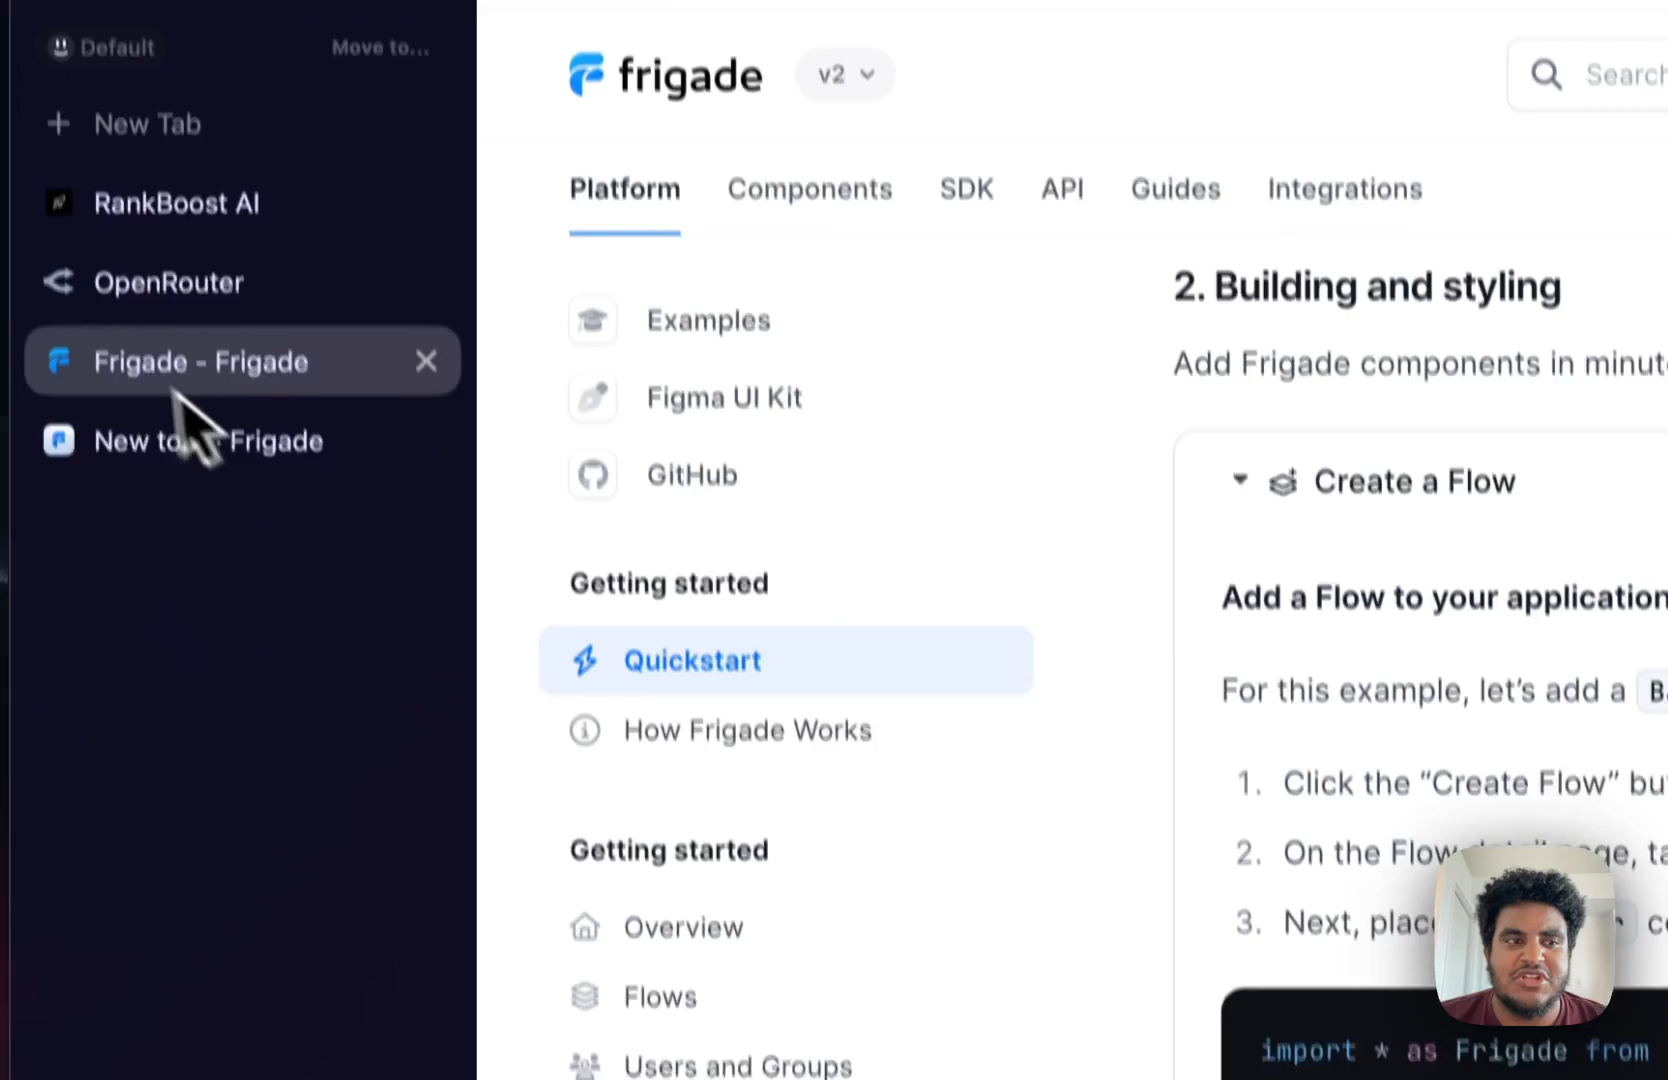 Default
Move to...
New Tab
RankBoost AI
OpenRouter
Frigade - Frigade
Frigade
frigade
v2
Search
Platform
Components
SDK
API
Guides
Integrations
Examples
Figma UI Kit
GitHub
Getting started
Quickstart
How Frigade Works
Getting started
Overview
Flows
Users and Groups
2. Building and styling
Add Frigade components in
Create a Flow
Add a Flow to your application
For this example, let's add a
1. Click the "Create Flow"
2. On the Flow
3. Next,
import * as Frigade from